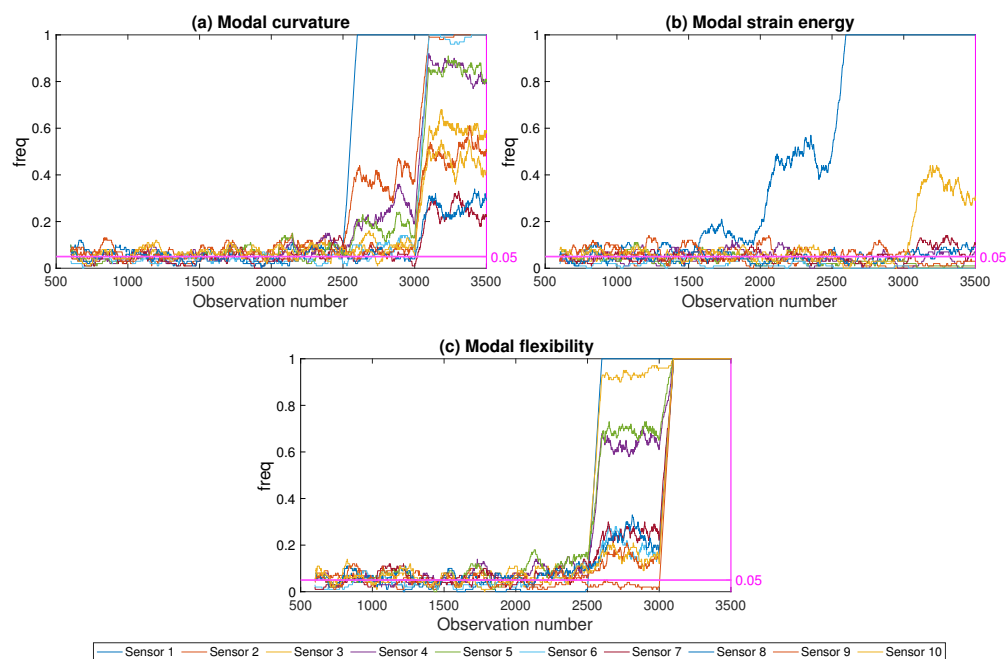 (a) Modal curvature
1
0.8
0.6
freq
0.4
0.2
0
0.05
500 1000 1500 2000 2500 3000 3500
Observation number
(b) Modal strain energy
1
0.8
0.6
freq
0.4
0.2
0
0.05
500 1000 1500 2000 2500 3000 3500
Observation number
(c) Modal flexibility
1
0.8
0.6
freq
0.4
0.2
0
0.05
500 1000 1500 2000 2500 3000 3500
Observation number
Sensor 1 Sensor 2 Sensor 3 Sensor 4 Sensor 5 Sensor 6 Sensor 7 Sensor 8 Sensor 9 Sensor 10